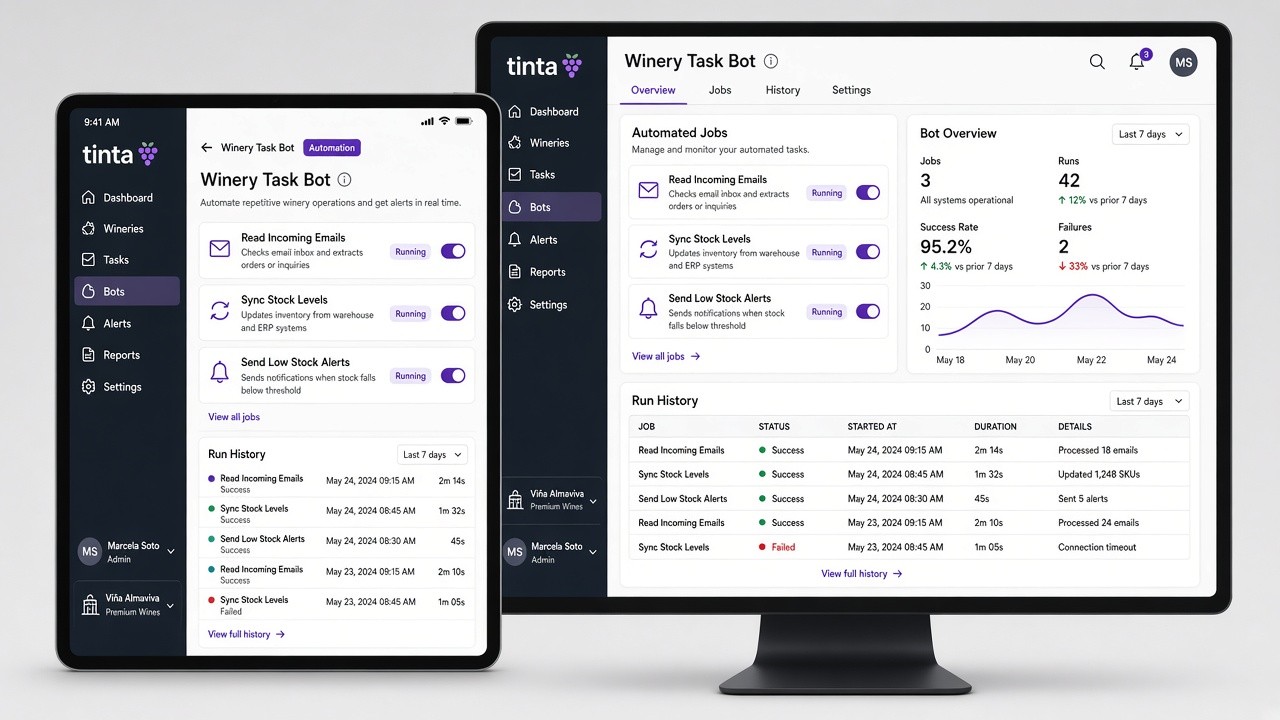 9:41 AM
tinta
Dashboard
Wineries
Tasks
Bots
Alerts
Reports
Settings
MS
Marcela Soto
Admin
Viña Almaviva
Premium Wines
Winery Task Bot
Automation
Winery Task Bot
Automate repetitive winery operations and get alerts in real time.
Read Incoming Emails
Checks email inbox and extracts
orders or inquiries
Running
Sync Stock Levels
Updates inventory from warehouse
and ERP systems
Running
Send Low Stock Alerts
Sends notifications when stock falls
below threshold
Running
View all jobs
Run History
Last 7 days
Read Incoming Emails
Success
May 24, 2024 09:15 AM
2m 14s
Sync Stock Levels
Success
May 24, 2024 08:45 AM
1m 32s
Send Low Stock Alerts
Success
May 24, 2024 08:30 AM
45s
Read Incoming Emails
Success
May 23, 2024 09:15 AM
2m 10s
Sync Stock Levels
Failed
May 23, 2024 08:45 AM
1m 05s
View full history
tinta
Dashboard
Wineries
Tasks
Bots
Alerts
Reports
Settings
Viña Almaviva
Premium Wines
MS
Marcela Soto
Admin
Winery Task Bot
3
MS
Overview Jobs History Settings
Automated Jobs
Manage and monitor your automated tasks.
Read Incoming Emails
Checks email inbox and extracts
orders or inquiries
Running
Sync Stock Levels
Updates inventory from warehouse
and ERP systems
Running
Send Low Stock Alerts
Sends notifications when stock
falls below threshold
Running
View all jobs
Bot Overview
Last 7 days
Jobs
3
All systems operational
Runs
42
↑ 12% vs prior 7 days
Success Rate
95.2%
↑ 4.3% vs prior 7 days
Failures
2
↓ 33% vs prior 7 days
30
20
10
0
May 18 May 20 May 22 May 24
Run History
Last 7 days
JOB STATUS STARTED AT DURATION DETAILS
Read Incoming Emails Success May 24, 2024 09:15 AM 2m 14s Processed 18 emails
Sync Stock Levels Success May 24, 2024 08:45 AM 1m 32s Updated 1,248 SKUs
Send Low Stock Alerts Success May 24, 2024 08:30 AM 45s Sent 5 alerts
Read Incoming Emails Success May 23, 2024 09:15 AM 2m 10s Processed 24 emails
Sync Stock Levels Failed May 23, 2024 08:45 AM 1m 05s Connection timeout
View full history